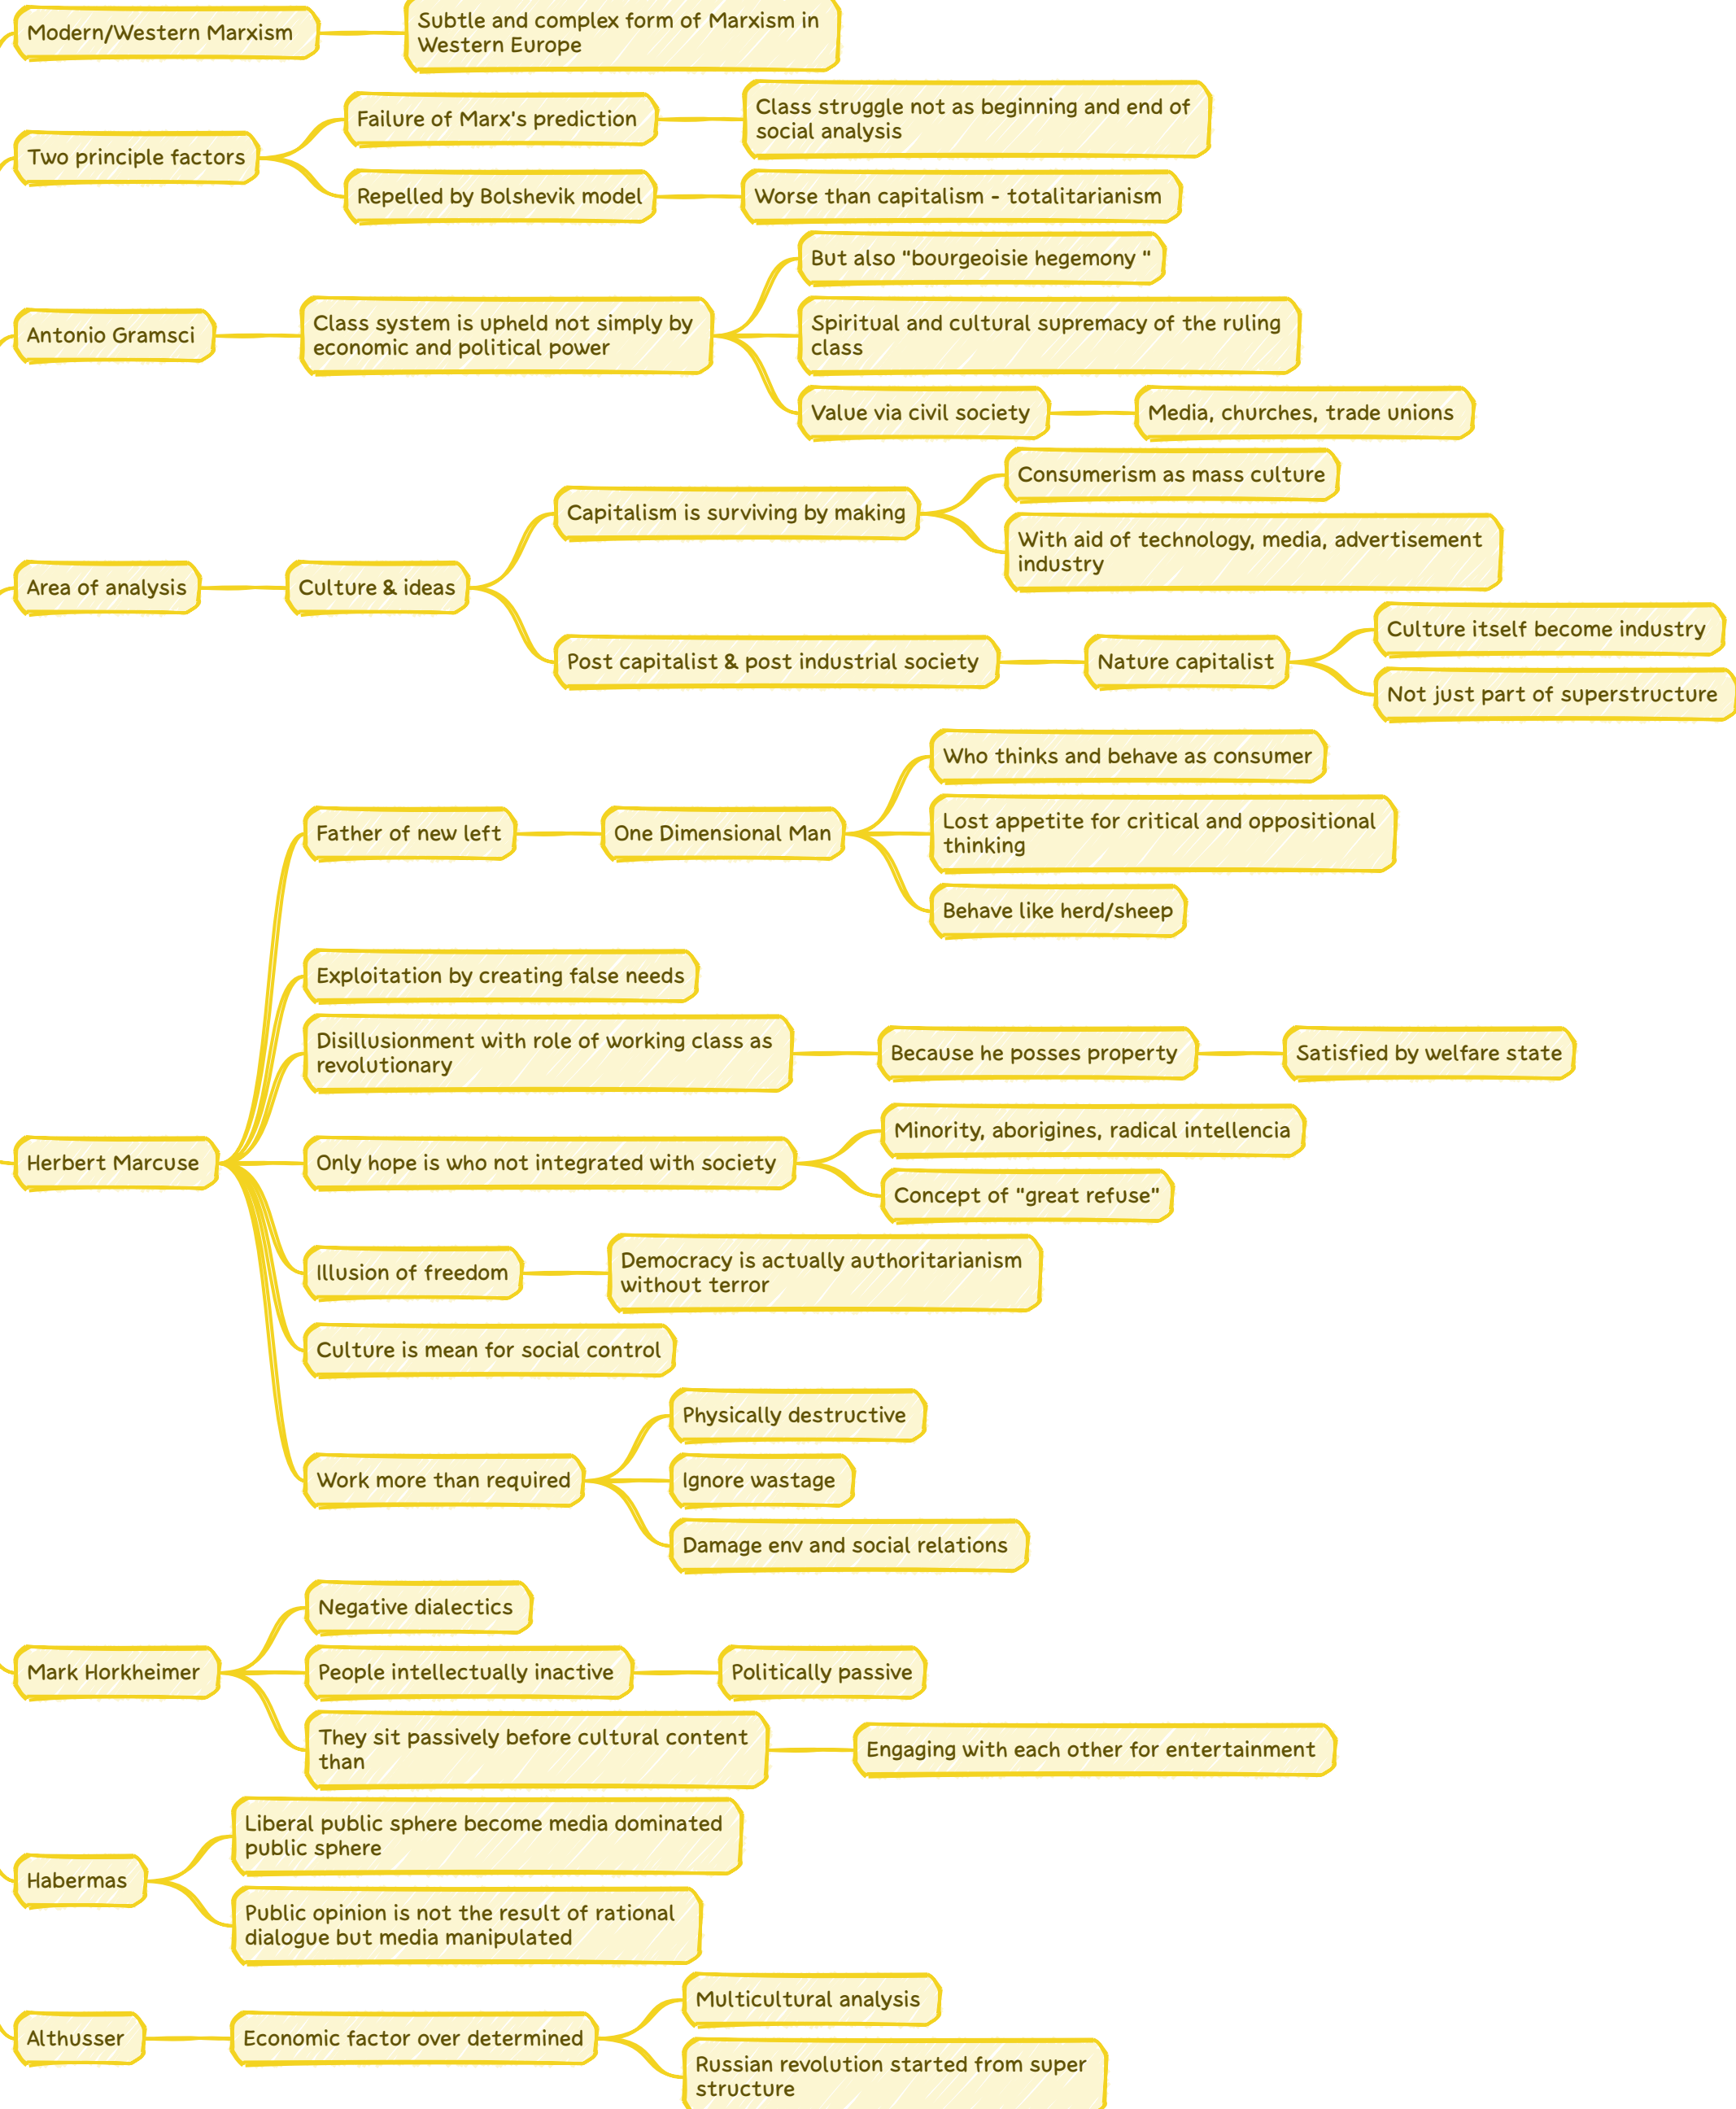 Modern/Western Marxism
Subtle and complex form of Marxism in
Western Europe
Two principle factors
Failure of Marx's prediction
Class struggle not as beginning and end of
social analysis
Repelled by Bolshevik model
Worse than capitalism - totalitarianism
Antonio Gramsci
Class system is upheld not simply by
economic and political power
But also "bourgeoisie hegemony "
Spiritual and cultural supremacy of the ruling
class
Value via civil society
Media, churches, trade unions
Area of analysis
Culture & ideas
Capitalism is surviving by making
Consumerism as mass culture
With aid of technology, media, advertisement
industry
Post capitalist & post industrial society
Nature capitalist
Culture itself become industry
Not just part of superstructure
Herbert Marcuse
Father of new left
One Dimensional Man
Who thinks and behave as consumer
Lost appetite for critical and oppositional
thinking
Behave like herd/sheep
Exploitation by creating false needs
Disillusionment with role of working class as
revolutionary
Because he posses property
Satisfied by welfare state
Only hope is who not integrated with society
Minority, aborigines, radical intellencia
Concept of "great refuse"
Illusion of freedom
Democracy is actually authoritarianism
without terror
Culture is mean for social control
Work more than required
Physically destructive
Ignore wastage
Damage env and social relations
Mark Horkheimer
Negative dialectics
People intellectually inactive
Politically passive
They sit passively before cultural content
than
Engaging with each other for entertainment
Habermas
Liberal public sphere become media dominated
public sphere
Public opinion is not the result of rational
dialogue but media manipulated
Althusser
Economic factor over determined
Multicultural analysis
Russian revolution started from super
structure